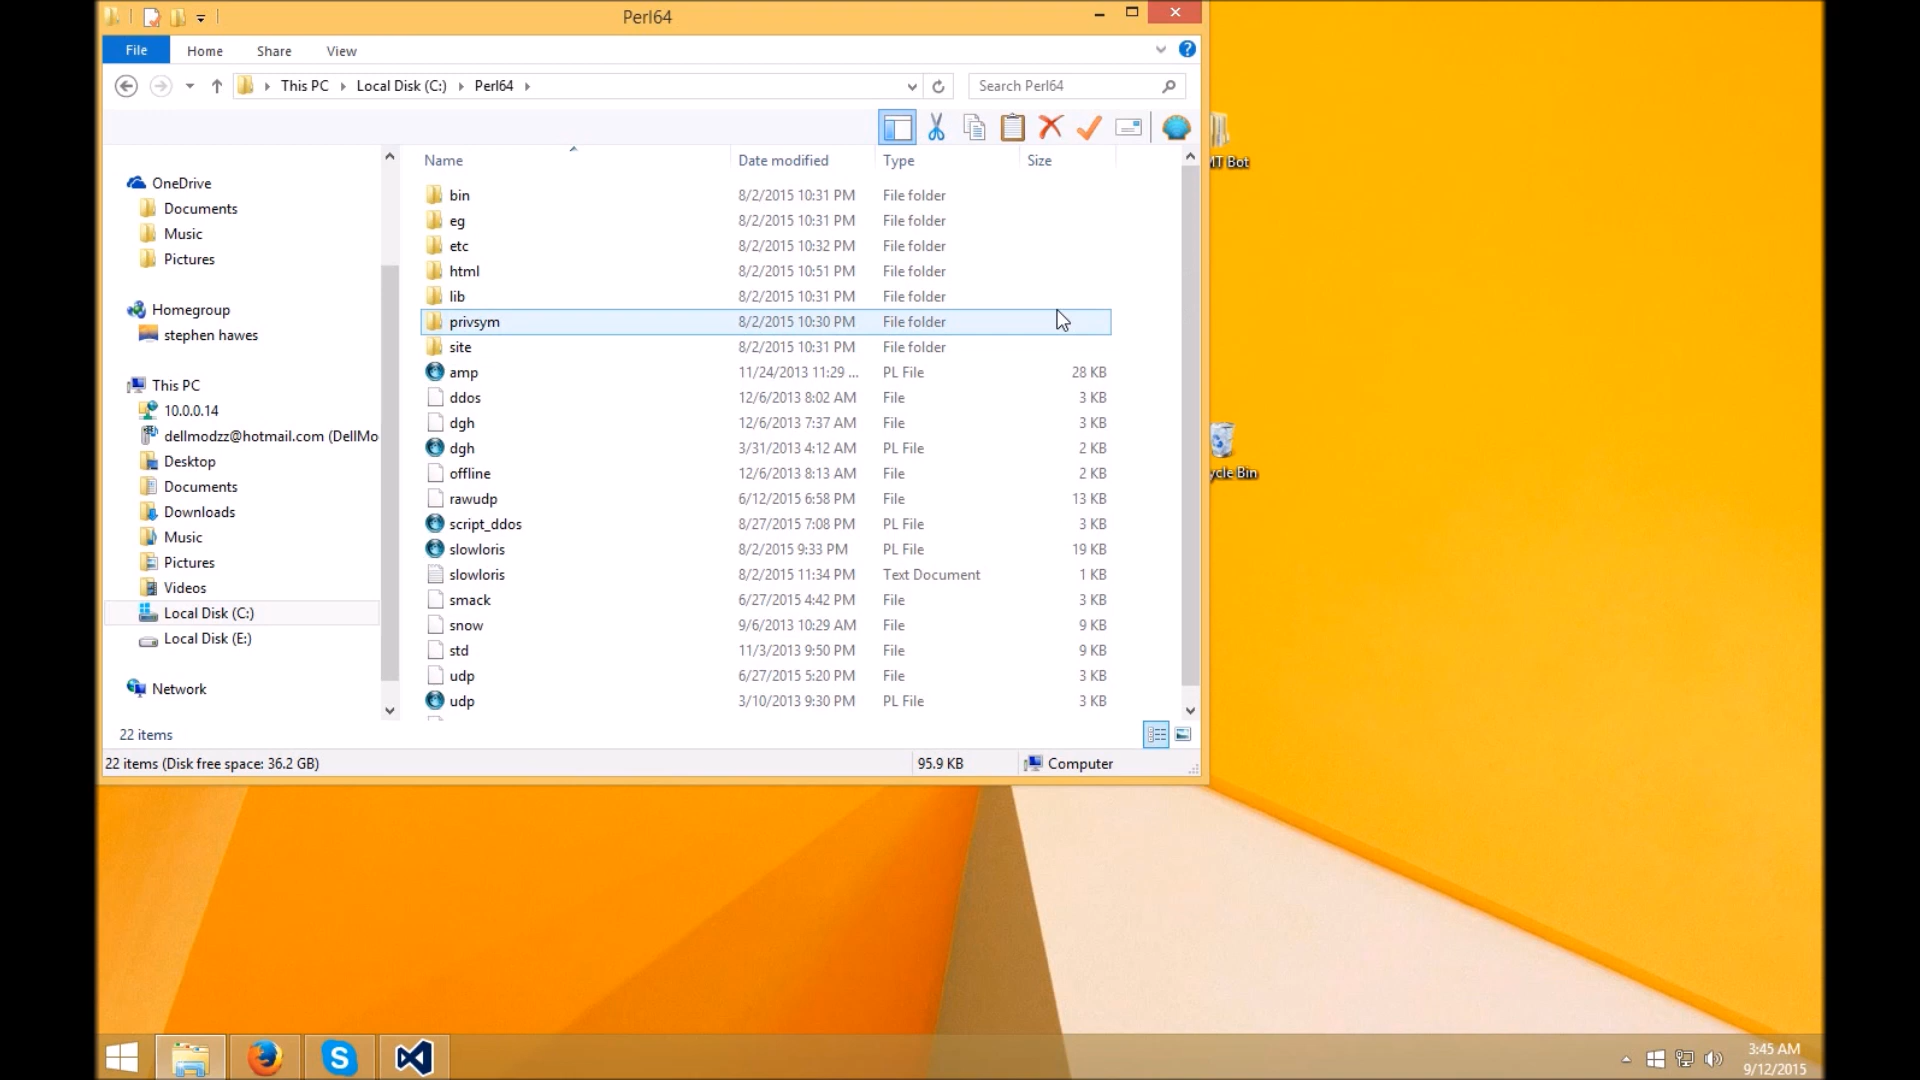 Perl64
File Home Share View
This PC Local Disk (C:) Perl64 Search Perl64
Name Date modified Type Size
OneDrive
Documents
Music
Pictures
Homegroup
stephen hawes
This PC
10.0.0.14
dellmodzz@hotmail.com (DellMo
Desktop
Documents
Downloads
Music
Pictures
Videos
Local Disk (C:)
Local Disk (E:)
Network
bin 8/2/2015 10:31 PM File folder
eg 8/2/2015 10:31 PM File folder
etc 8/2/2015 10:32 PM File folder
html 8/2/2015 10:51 PM File folder
lib 8/2/2015 10:31 PM File folder
privsym 8/2/2015 10:30 PM File folder
site 8/2/2015 10:31 PM File folder
amp 11/24/2013 11:29 ... PL File 28 KB
ddos 12/6/2013 8:02 AM File 3 KB
dgh 12/6/2013 7:37 AM File 3 KB
dgh 3/31/2013 4:12 AM PL File 2 KB
offline 12/6/2013 8:13 AM File 2 KB
rawudp 6/12/2015 6:58 PM File 13 KB
script_ddos 8/27/2015 7:08 PM PL File 3 KB
slowloris 8/2/2015 9:33 PM PL File 19 KB
slowloris 8/2/2015 11:34 PM Text Document 1 KB
smack 6/27/2015 4:42 PM File 3 KB
snow 9/6/2013 10:29 AM File 9 KB
std 11/3/2013 9:50 PM File 9 KB
udp 6/27/2015 5:20 PM File 3 KB
udp 3/10/2013 9:30 PM PL File 3 KB
22 items
22 items (Disk free space: 36.2 GB) 95.9 KB Computer
MT Bot
ycle Bin
3:45 AM
9/12/2015